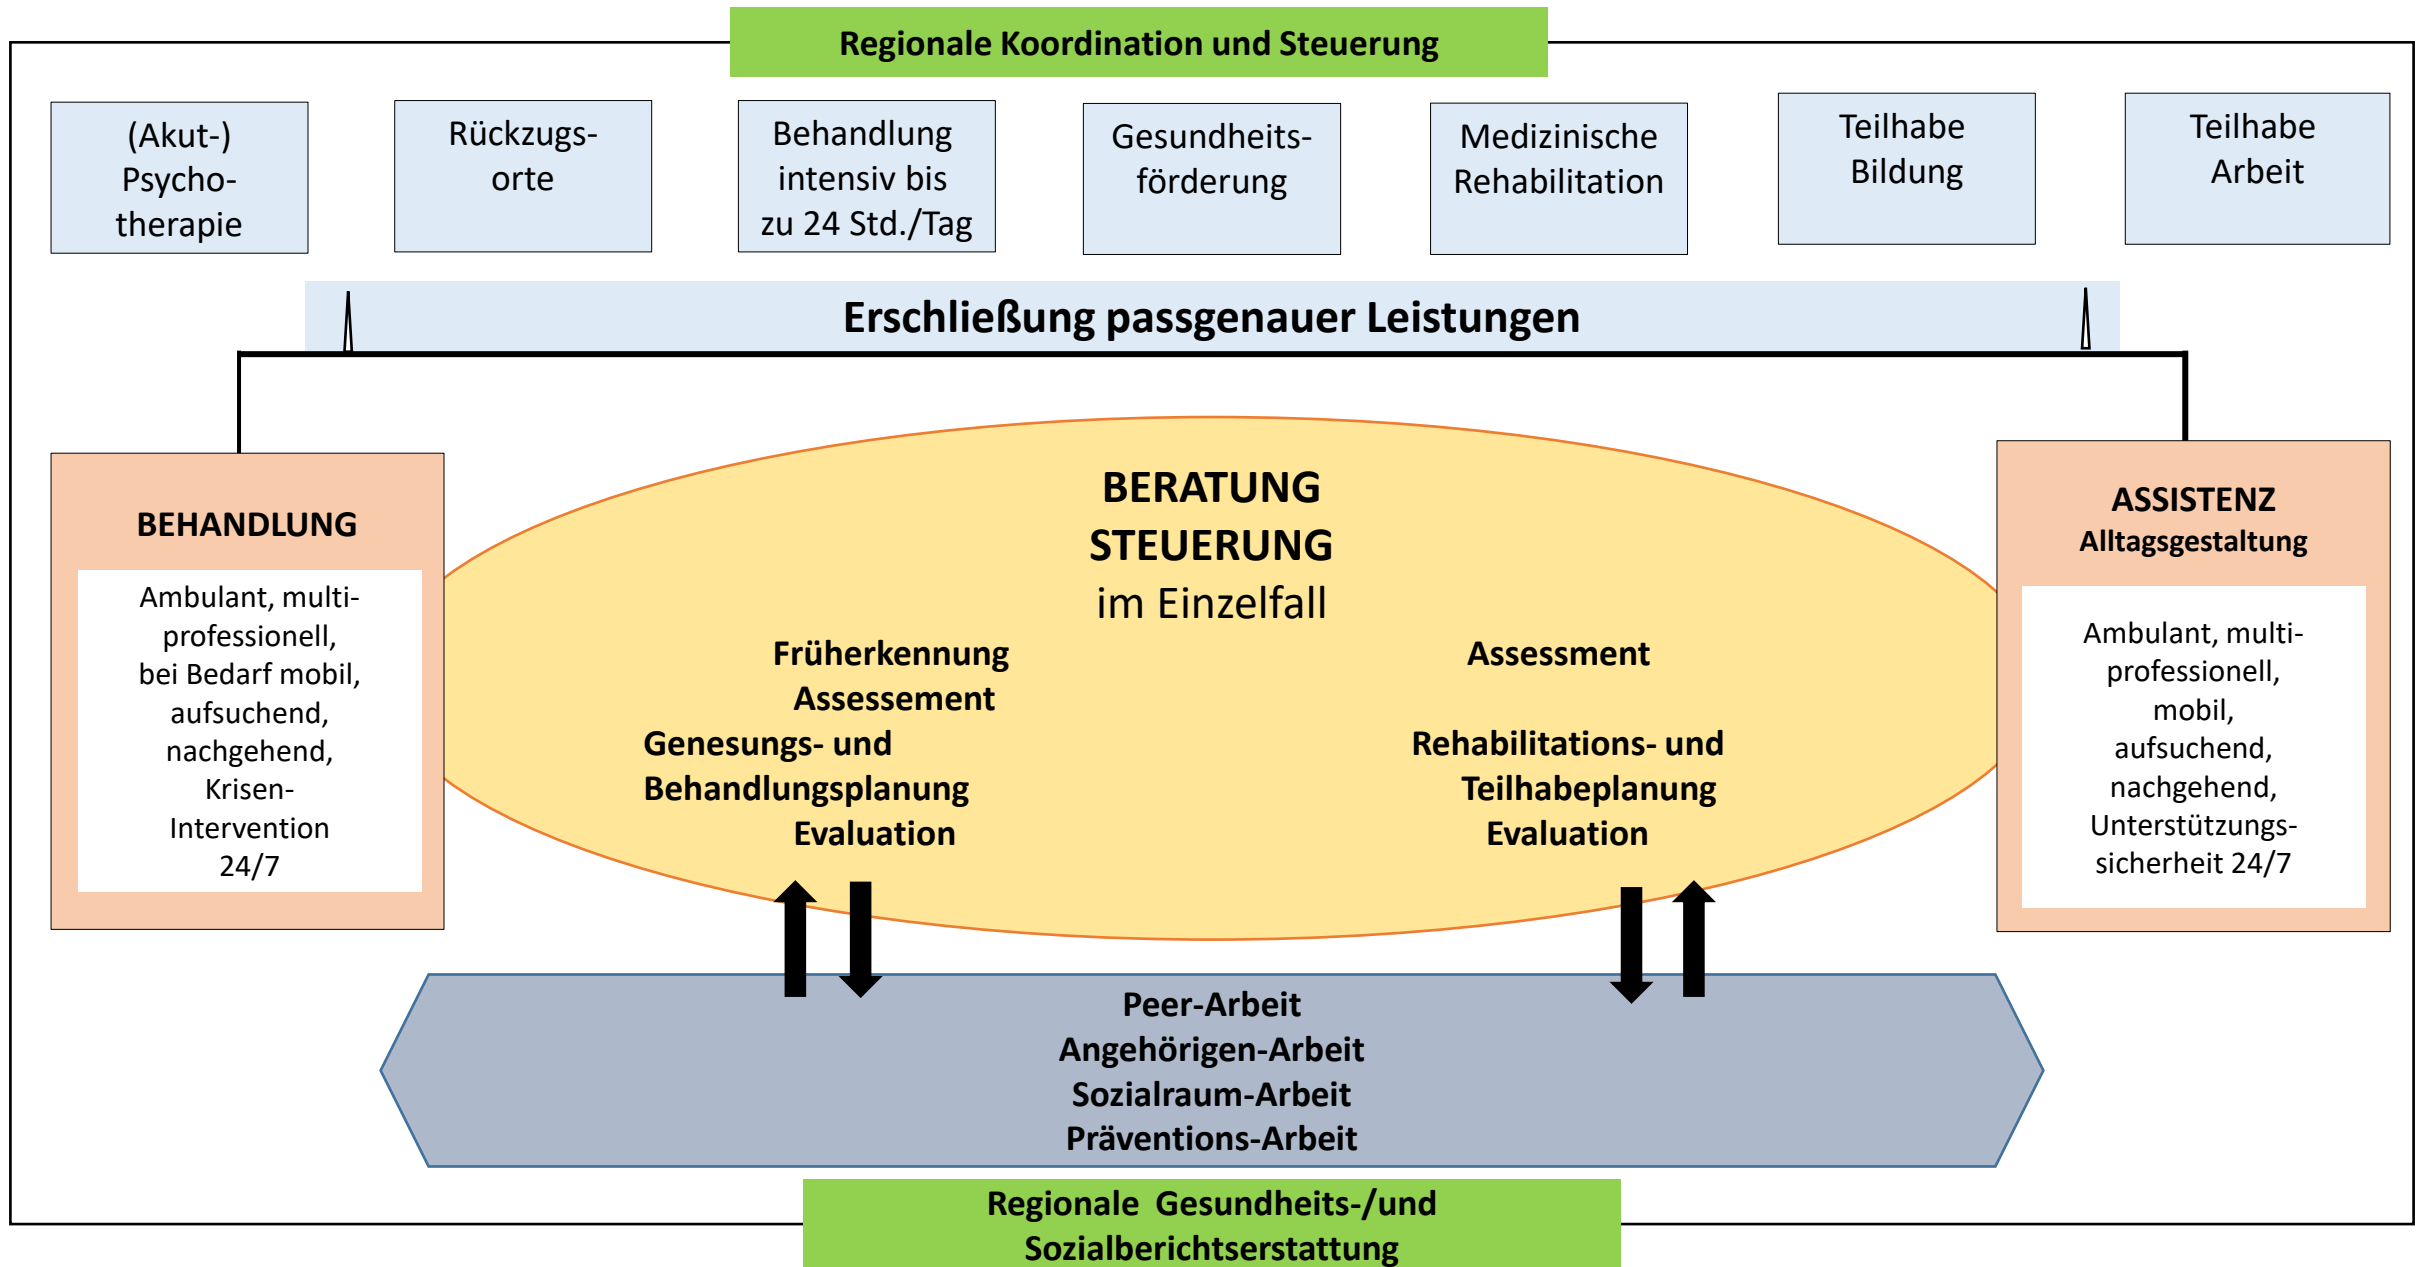 Regionale Koordination und Steuerung
(Akut-)
Psycho-
therapie
Rückzugs-
orte
Behandlung
intensiv bis
zu 24 Std./Tag
Gesundheits-
förderung
Medizinische
Rehabilitation
Teilhabe
Bildung
Teilhabe
Arbeit
Erschließung passgenauer Leistungen
BEHANDLUNG
Ambulant, multi-
professionell,
bei Bedarf mobil,
aufsuchend,
nachgehend,
Krisen-
Intervention
24/7
BERATUNG
STEUERUNG
im Einzelfall
Früherkennung
Assessement
Genesungs- und
Behandlungsplanung
Evaluation
Assessment
Rehabilitations- und
Teilhabeplanung
Evaluation
ASSISTENZ
Alltagsgestaltung
Ambulant, multi-
professionell,
mobil,
aufsuchend,
nachgehend,
Unterstützungs-
sicherheit 24/7
Peer-Arbeit
Angehörigen-Arbeit
Sozialraum-Arbeit
Präventions-Arbeit
Regionale Gesundheits-/und
Sozialberichtserstattung